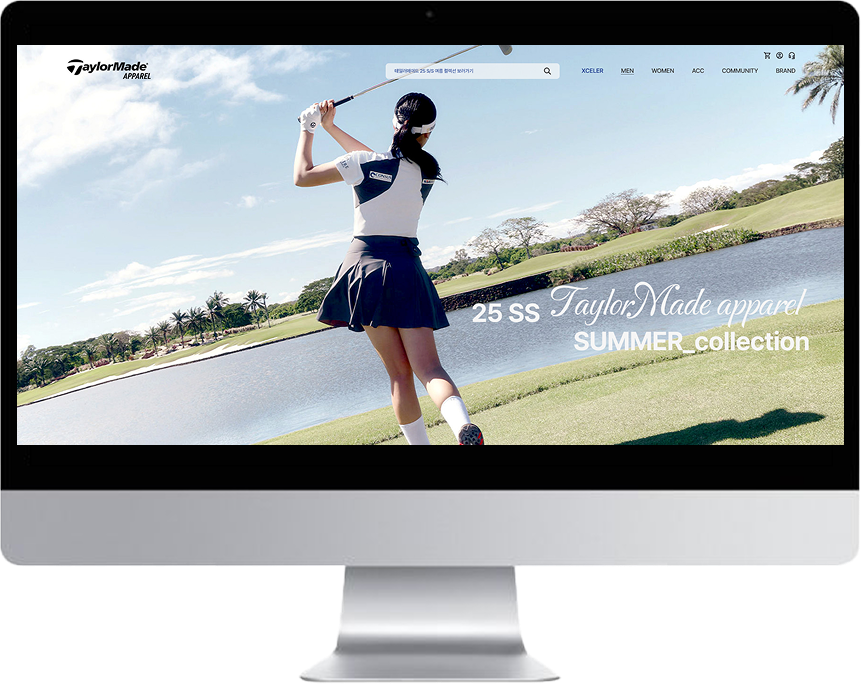 TaylorMade
APPAREL
테일러메이드 25 S/S 여름 컬렉션 보러가기
XCELER
MEN
WOMEN
ACC
COMMUNITY
BRAND
25 SS TaylorMade apparel
SUMMER_collection